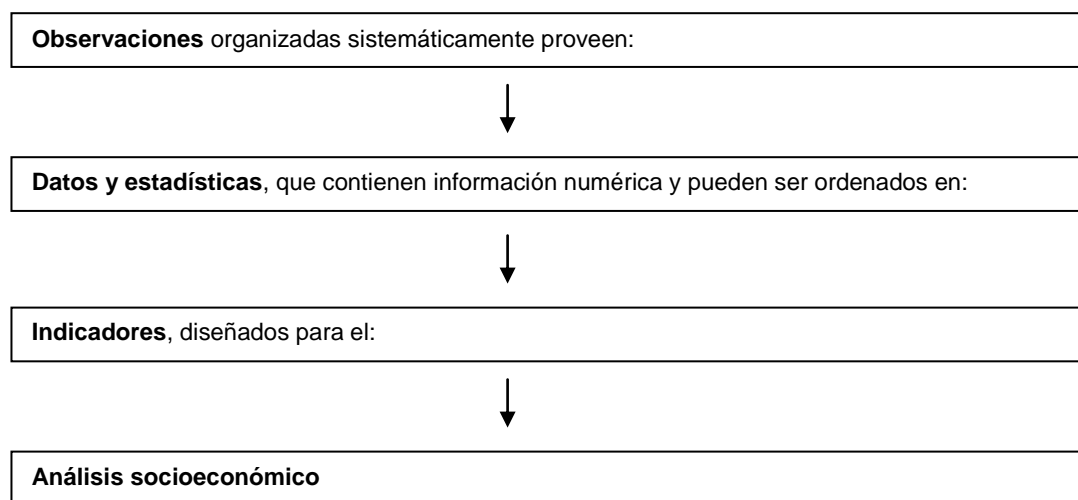 Observaciones organizadas sistemáticamente proveen:
Datos y estadísticas, que contienen información numérica y pueden ser ordenados en:
Indicadores, diseñados para el:
Análisis socioeconómico